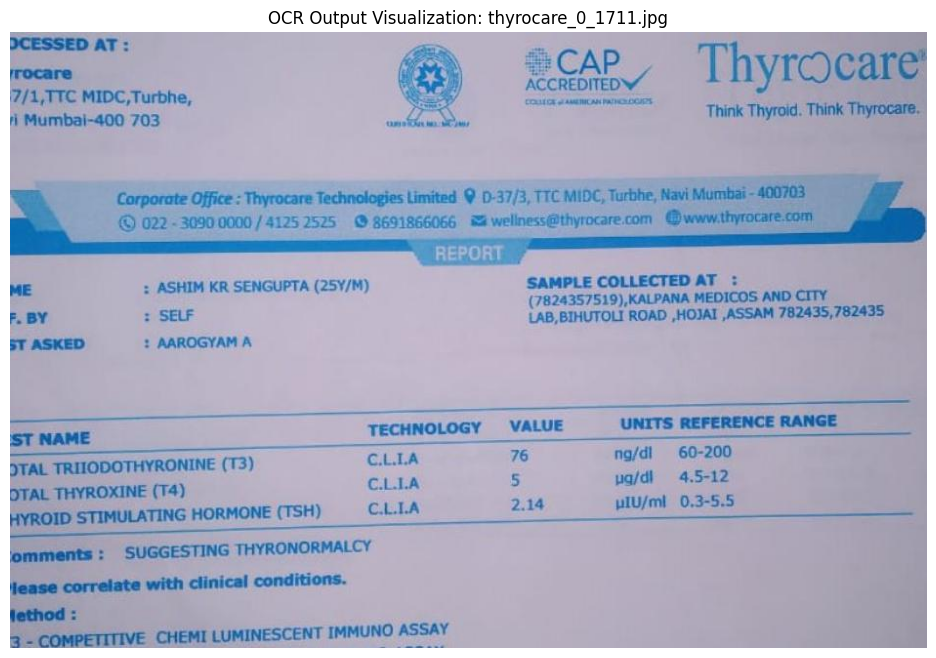 OCR Output Visualization: thyrocare_0_1711.jpg
OCESSED AT :
rocare
37/1,TTC MIDC,Turbhe,
vi Mumbai-400 703
CAP
ACCREDITED
COLLEGE of AMERICAN PATHOLOGISTS
Thyrocare®
Think Thyroid. Think Thyrocare.
Corporate Office : Thyrocare Technologies Limited D-37/3, TTC MIDC, Turbhe, Navi Mumbai - 400703
022 - 3090 0000 / 4125 2525 8691866066 wellness@thyrocare.com www.thyrocare.com
REPORT
ME : ASHIM KR SENGUPTA (25Y/M)
F. BY : SELF
ST ASKED : AAROGYAM A
SAMPLE COLLECTED AT :
(7824357519),KALPANA MEDICOS AND CITY
LAB,BIHUTOLI ROAD ,HOJAI ,ASSAM 782435,782435
ST NAME TECHNOLOGY VALUE UNITS REFERENCE RANGE
OTAL TRIIODOTHYRONINE (T3) C.L.I.A 76 ng/dl 60-200
OTAL THYROXINE (T4) C.L.I.A 5 µg/dl 4.5-12
HYROID STIMULATING HORMONE (TSH) C.L.I.A 2.14 µIU/ml 0.3-5.5
omments : SUGGESTING THYRONORMALCY
lease correlate with clinical conditions.
ethod :
3 - COMPETITIVE CHEMI LUMINESCENT IMMUNO ASSAY